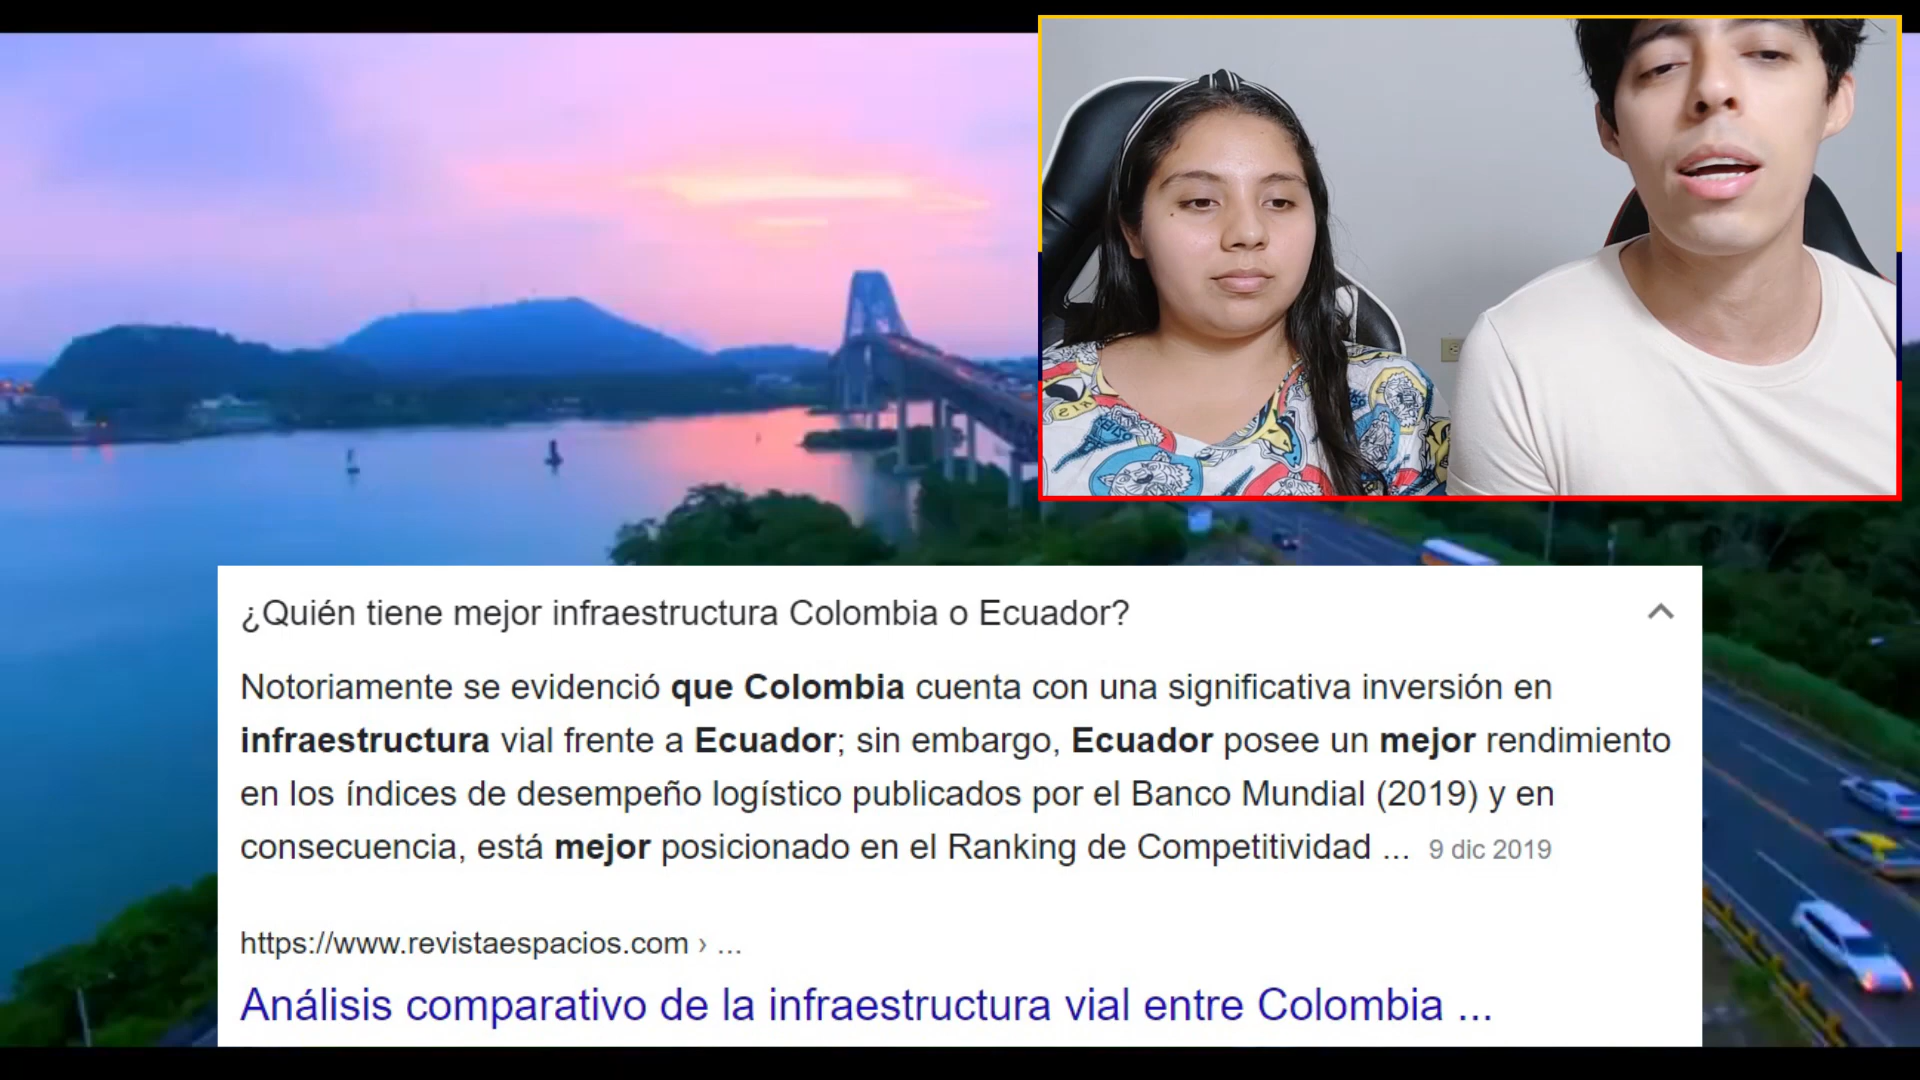 ¿Quién tiene mejor infraestructura Colombia o Ecuador?
Notoriamente se evidenció que Colombia cuenta con una significativa inversión en
infraestructura vial frente a Ecuador; sin embargo, Ecuador posee un mejor rendimiento
en los índices de desempeño logístico publicados por el Banco Mundial (2019) y en
consecuencia, está mejor posicionado en el Ranking de Competitividad ... 9 dic 2019
https://www.revistaespacios.com › ...
Análisis comparativo de la infraestructura vial entre Colombia ...